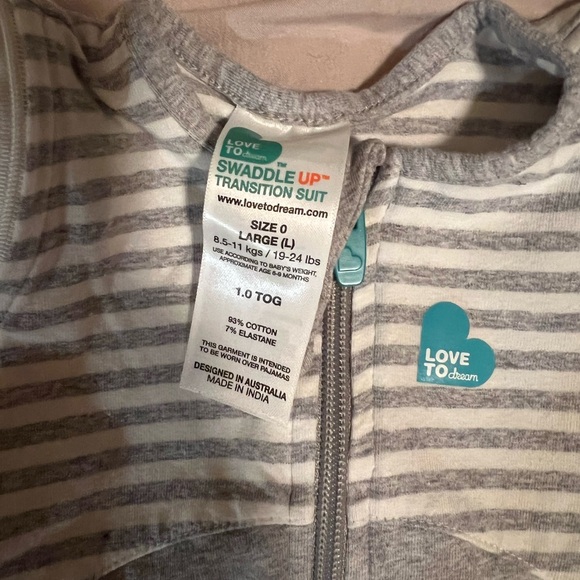 LOVE
TO dream
SWADDLE UP™
TRANSITION SUIT™
www.lovetodream.com
SIZE 0
LARGE (L)
8.5-11 kgs / 19-24 lbs
USE ACCORDING TO BABY'S WEIGHT,
APPROXIMATE AGE 6-9 MONTHS
1.0 TOG
93% COTTON
7% ELASTANE
THIS GARMENT IS INTENDED
TO BE WORN OVER PAJAMAS
DESIGNED IN AUSTRALIA
MADE IN INDIA
LOVE
TO dream